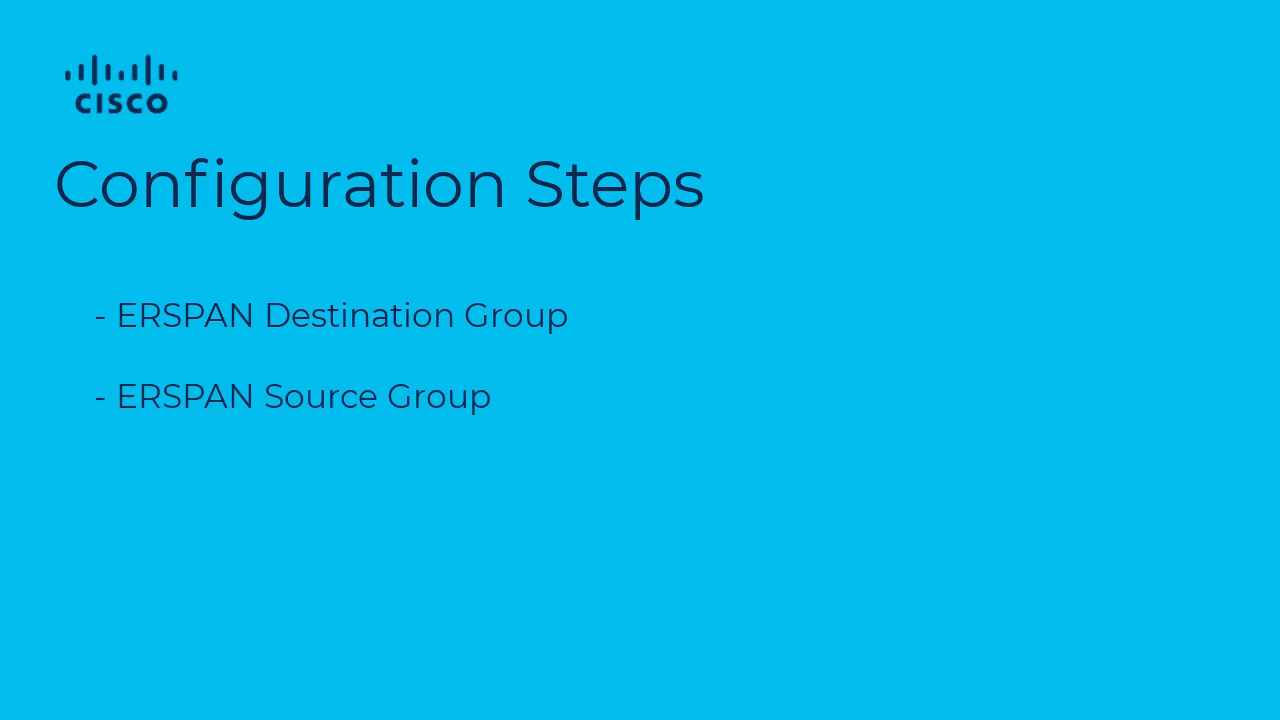 CISCO
Configuration Steps
- ERSPAN Destination Group
- ERSPAN Source Group